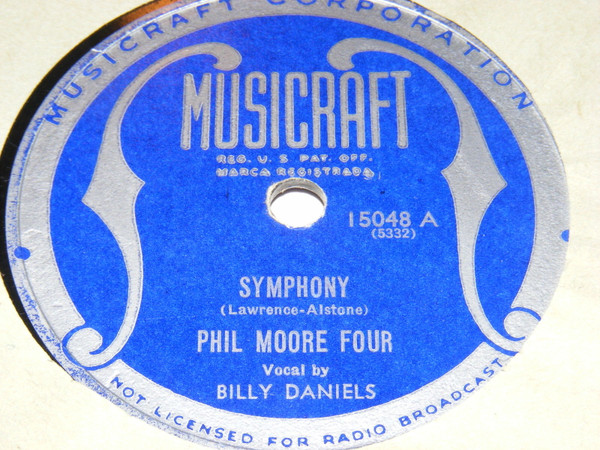 MUSICRAFT CORPORATION
MUSICRAFT
REG. U. S. PAT. OFF.
MARCA REGISTRADA
15048 A
(5332)
SYMPHONY
(Lawrence-Alstone)
PHIL MOORE FOUR
Vocal by
BILLY DANIELS
NOT LICENSED FOR RADIO BROADCAST